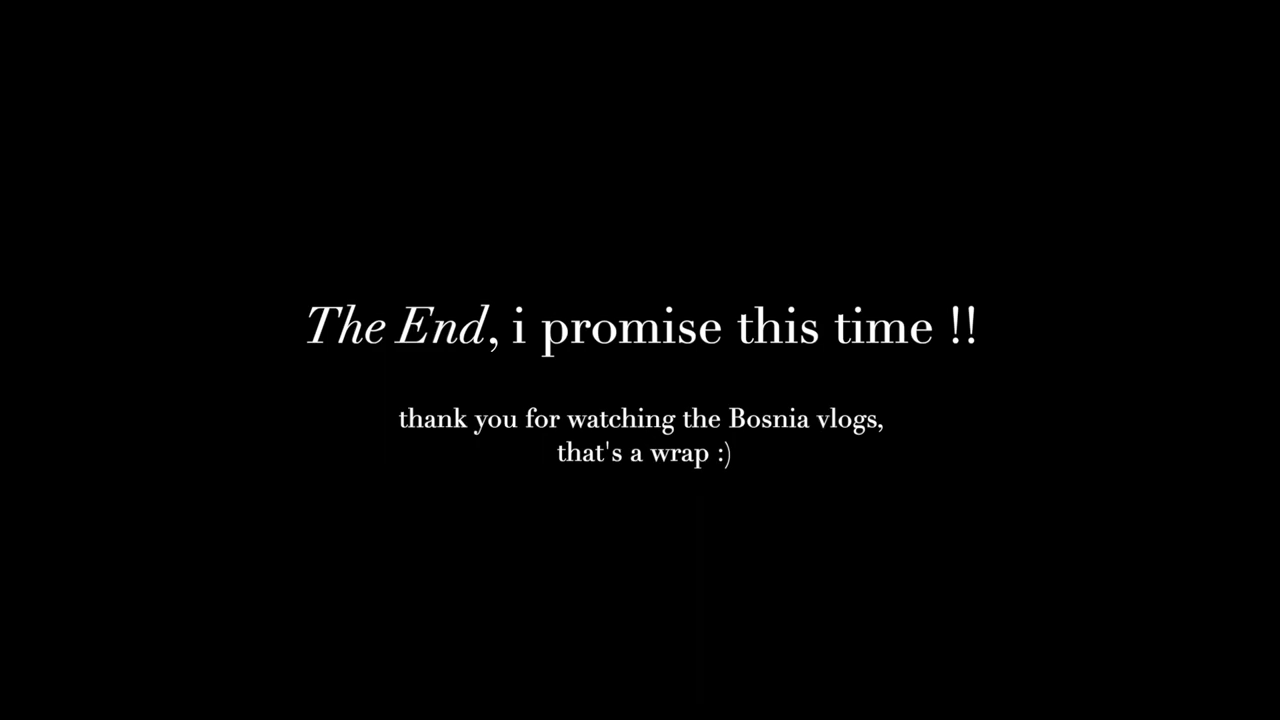 The End, i promise this time !!
thank you for watching the Bosnia vlogs,
that's a wrap :)